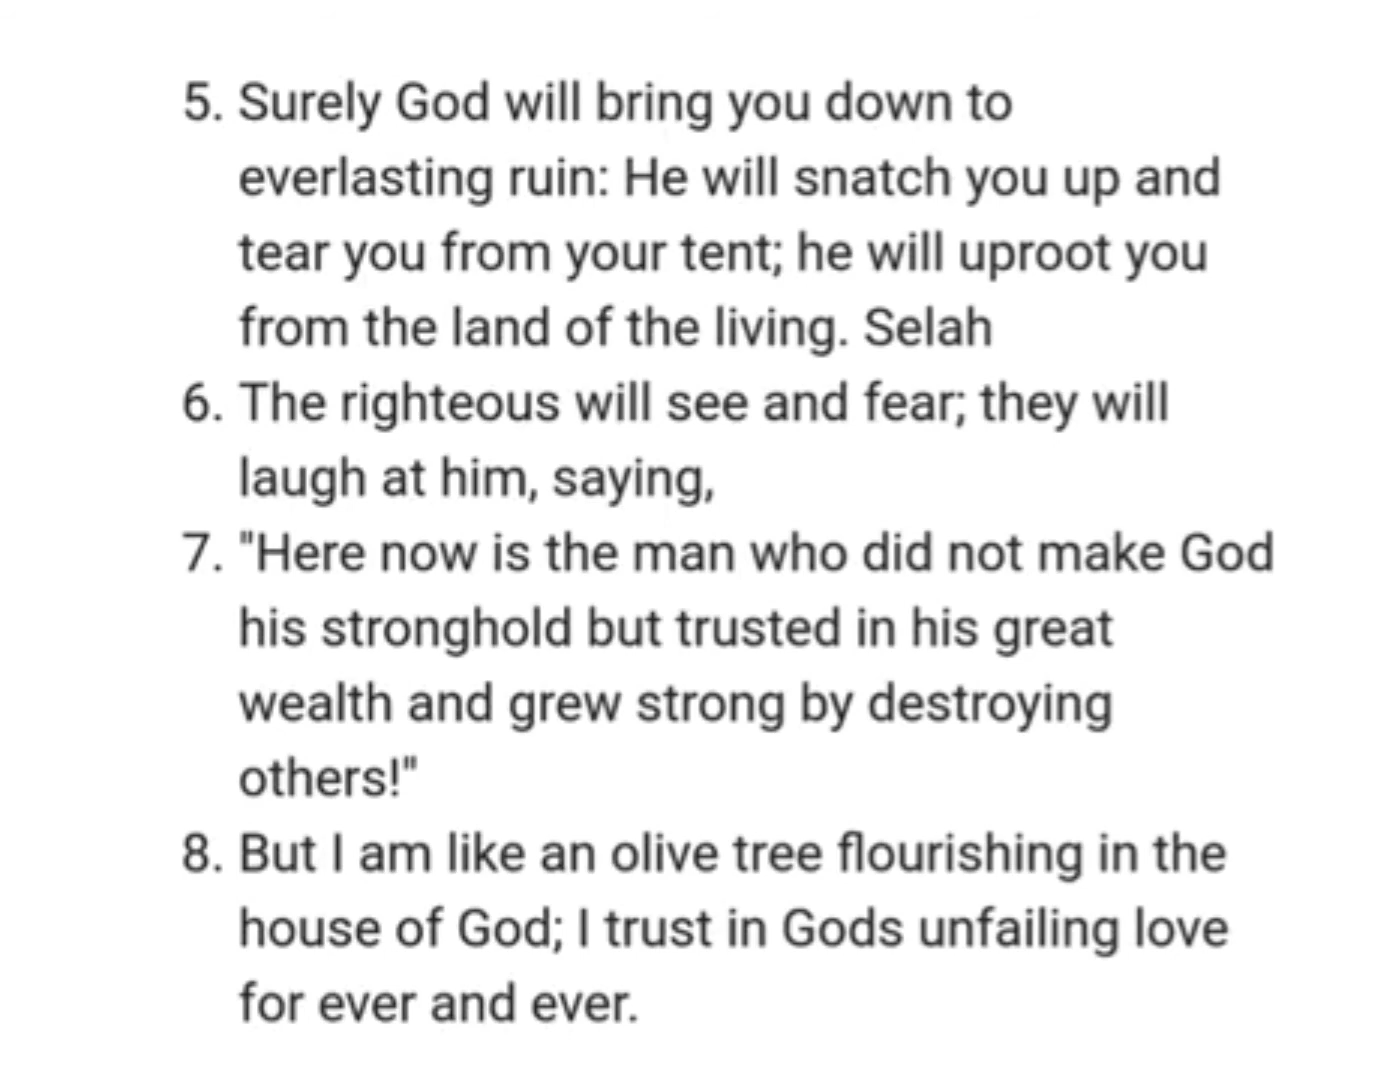 5. Surely God will bring you down to
everlasting ruin: He will snatch you up and
tear you from your tent; he will uproot you
from the land of the living. Selah
6. The righteous will see and fear; they will
laugh at him, saying,
7. "Here now is the man who did not make God
his stronghold but trusted in his great
wealth and grew strong by destroying
others!"
8. But I am like an olive tree flourishing in the
house of God; I trust in Gods unfailing love
for ever and ever.